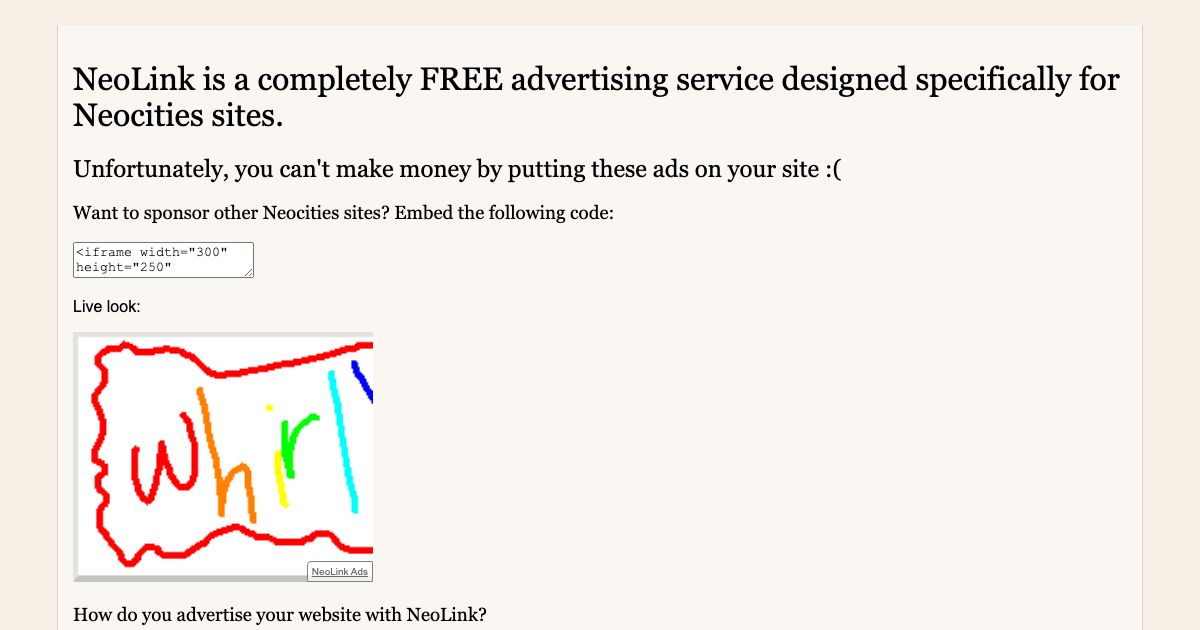 NeoLink is a completely FREE advertising service designed specifically for
Neocities sites.
Unfortunately, you can't make money by putting these ads on your site :(
Want to sponsor other Neocities sites? Embed the following code:
<iframe width="300"
height="250"
Live look:
whirl
NeoLink Ads
How do you advertise your website with NeoLink?